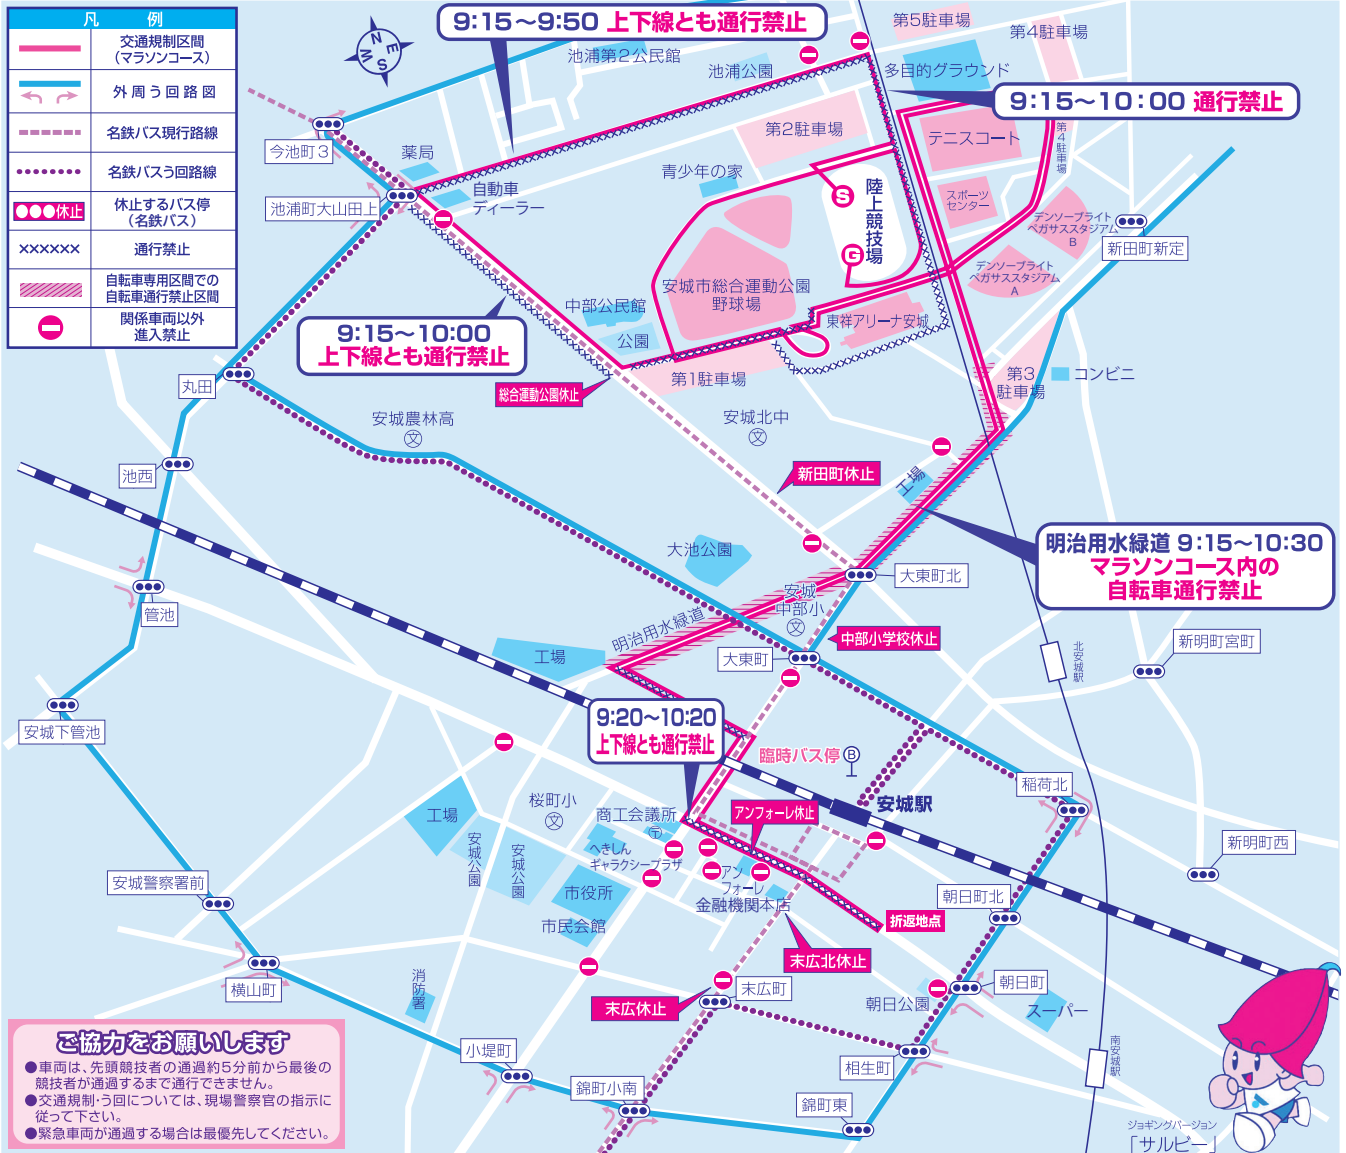 凡　例
交通規制区間
（マラソンコース）
外周う回路図
名鉄バス現行路線
名鉄バスう回路線
休止
休止するバス停
（名鉄バス）
通行禁止
自転車専用区間での
自転車通行禁止区間
関係車両以外
進入禁止
N
E
S
W
9:15〜9:50 上下線とも通行禁止
池浦第2公民館
池浦公園
第5駐車場
第4駐車場
多目的グラウンド
9:15〜10:00 通行禁止
第2駐車場
テニスコート
第4駐車場
今池町3
薬局
青少年の家
陸上競技場
S
G
スポーツ
センター
自動車
ディーラー
池浦町大山田上
デンソーブライト
ペガサススタジアム
B
新田町新定
デンソーブライト
ペガサススタジアム
A
安城市総合運動公園
野球場
中部公民館
東祥アリーナ安城
9:15〜10:00
上下線とも通行禁止
公園
第1駐車場
第3
駐車場
コンビニ
丸田
総合運動公園休止
安城農林高
文
安城北中
文
池西
新田町休止
工場
明治用水緑道 9:15〜10:30
マラソンコース内の
自転車通行禁止
大池公園
大東町北
管池
安城
中部小
文
明治用水緑道
中部小学校休止
新明町宮町
北安城駅
工場
大東町
安城下管池
9:20〜10:20
上下線とも通行禁止
臨時バス停
B
稲荷北
安城駅
桜町小
文
商工会議所
〒
アンフォーレ休止
工場
安城公園
安城公園
へきしん
ギャラクシープラザ
新明町西
アン
フォーレ
安城警察署前
市役所
金融機関本店
朝日町北
折返地点
市民会館
末広北休止
横山町
消防署
末広町
朝日町
末広休止
朝日公園
スーパー
ご協力をお願いします
●車両は、先頭競技者の通過約5分前から最後の
競技者が通過するまで通行できません。
●交通規制・う回については、現場警察官の指示に
従って下さい。
●緊急車両が通過する場合は最優先してください。
小堤町
相生町
南安城駅
錦町小南
錦町東
ジョギングバージョン
「サルビー」